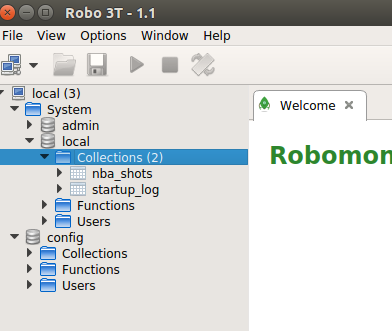 Robo 3T - 1.1
File View Options Window Help
local (3)
System
admin
local
Collections (2)
nba_shots
startup_log
Functions
Users
config
Collections
Functions
Users
Welcome
Robomon